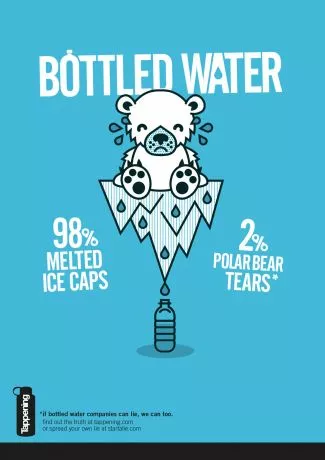 BOTTLED WATER
98%
MELTED
ICE CAPS
2%
POLAR BEAR
TEARS*
Tappening
*if bottled water companies can lie, we can too.
find out the truth at tappening.com
or spread your own lie at startalie.com